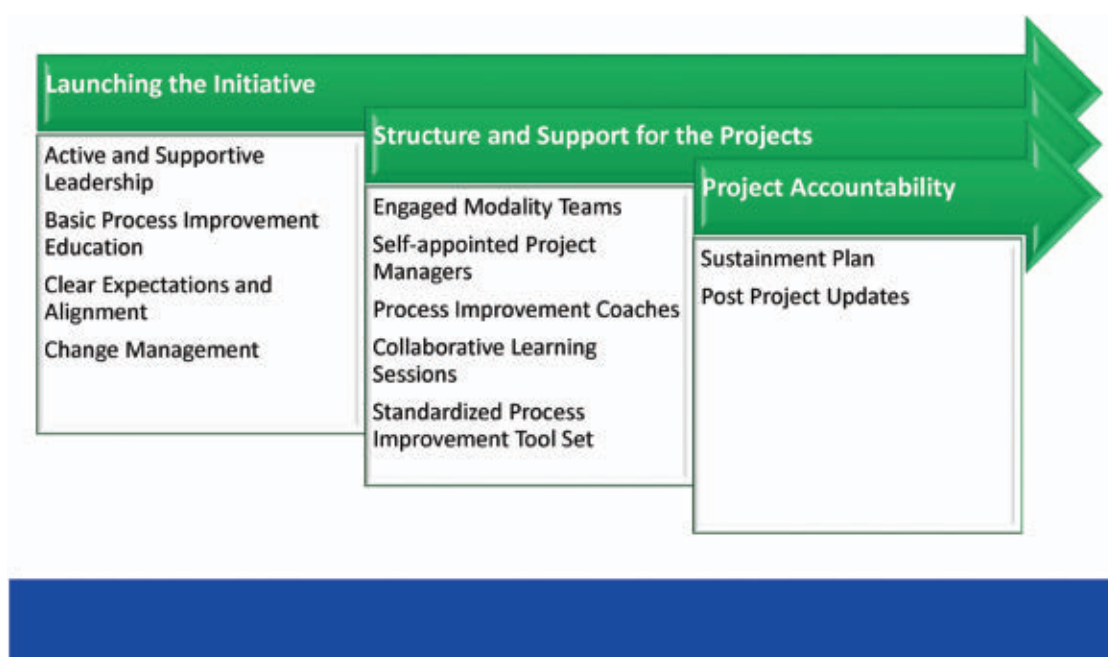 Launching the Initiative
Active and Supportive
Leadership
Basic Process Improvement
Education
Clear Expectations and
Alignment
Change Management
Structure and Support for the Projects
Engaged Modality Teams
Self-appointed Project
Managers
Process Improvement Coaches
Collaborative Learning
Sessions
Standardized Process
Improvement Tool Set
Project Accountability
Sustainment Plan
Post Project Updates